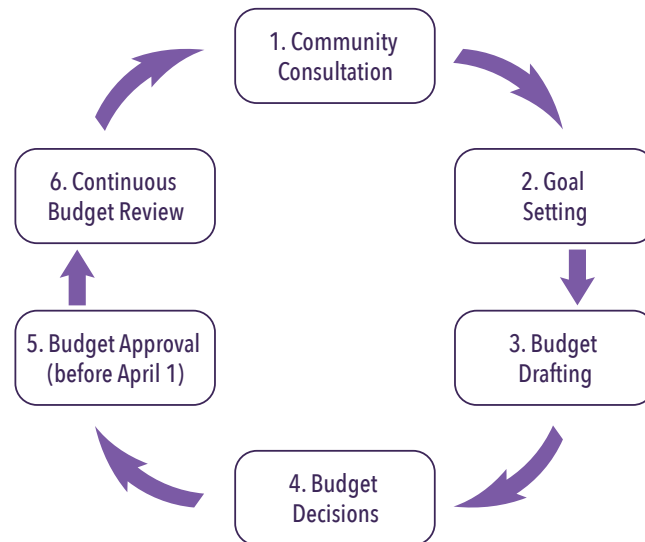 1. Community
Consultation
2. Goal
Setting
3. Budget
Drafting
4. Budget
Decisions
5. Budget Approval
(before April 1)
6. Continuous
Budget Review